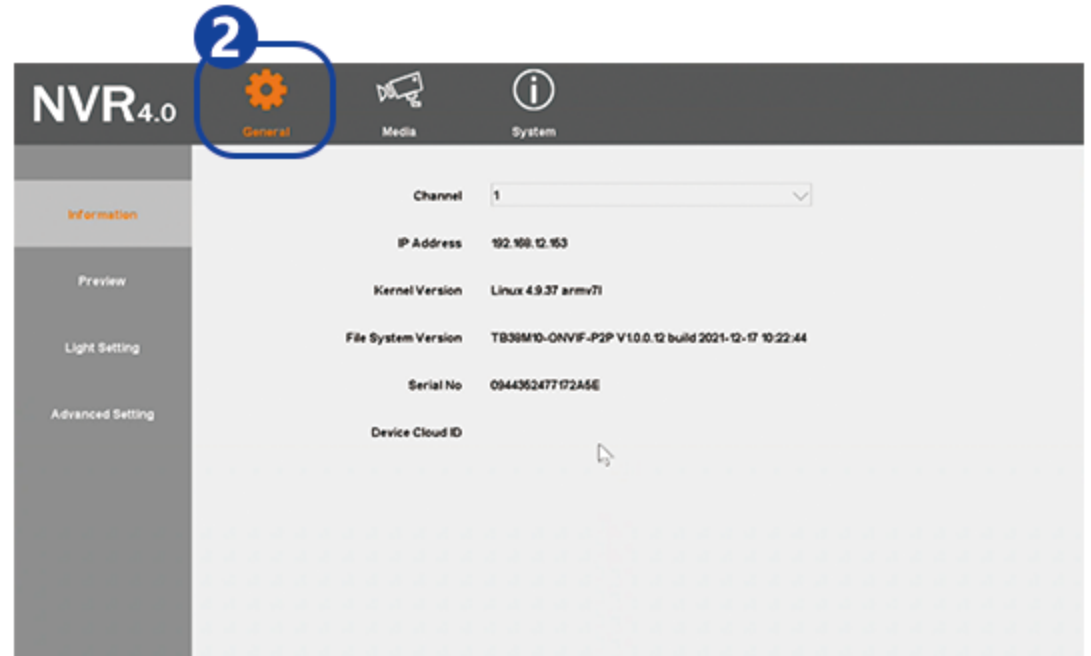 2
NVR4.0
General
Media
System
Information
Preview
Light Setting
Advanced Setting
Channel 1
IP Address 192.168.12.153
Kernel Version Linux 4.9.37 armv7l
File System Version TB38M10-ONVIF-P2P V1.0.0.12 build 2021-12-17 10:22:44
Serial No 0944352477172A5E
Device Cloud ID